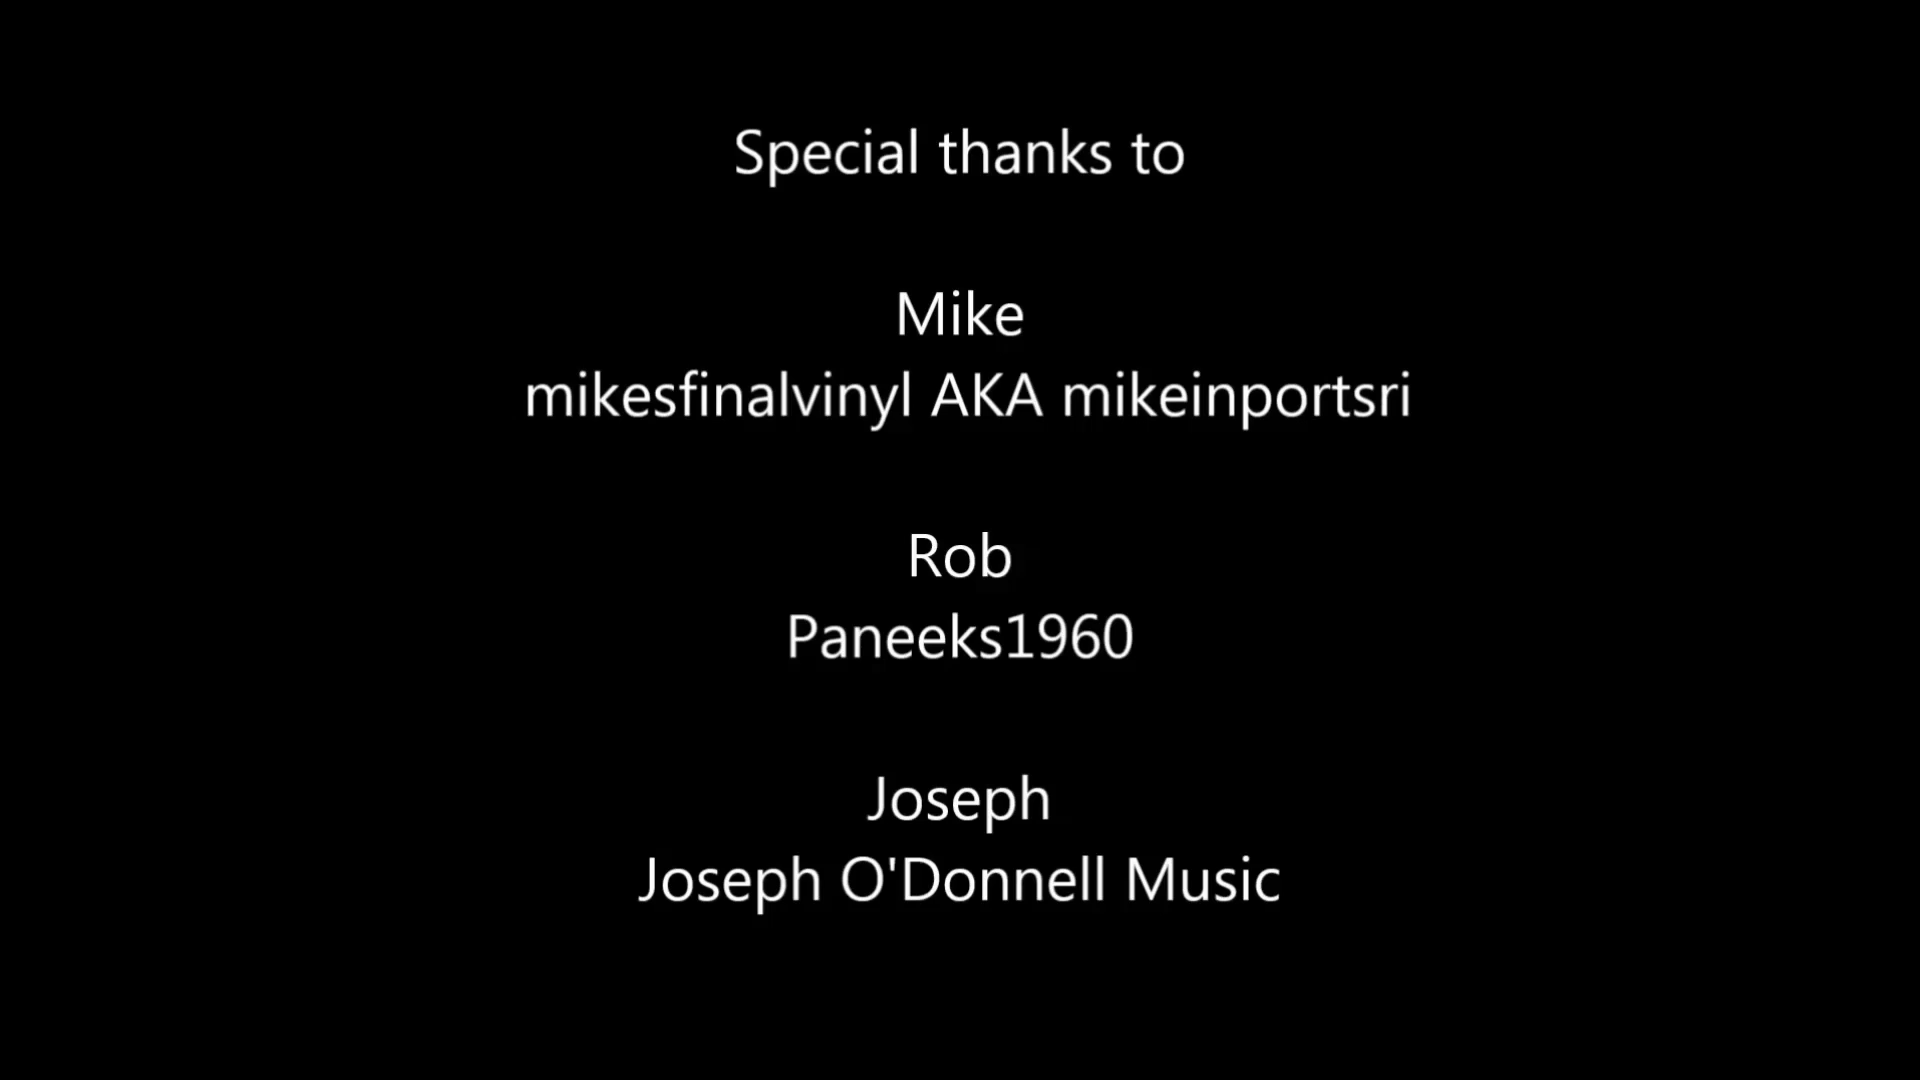 Special thanks to
Mike
mikesfinalvinyl AKA mikeinportsri
Rob
Paneeks1960
Joseph
Joseph O'Donnell Music